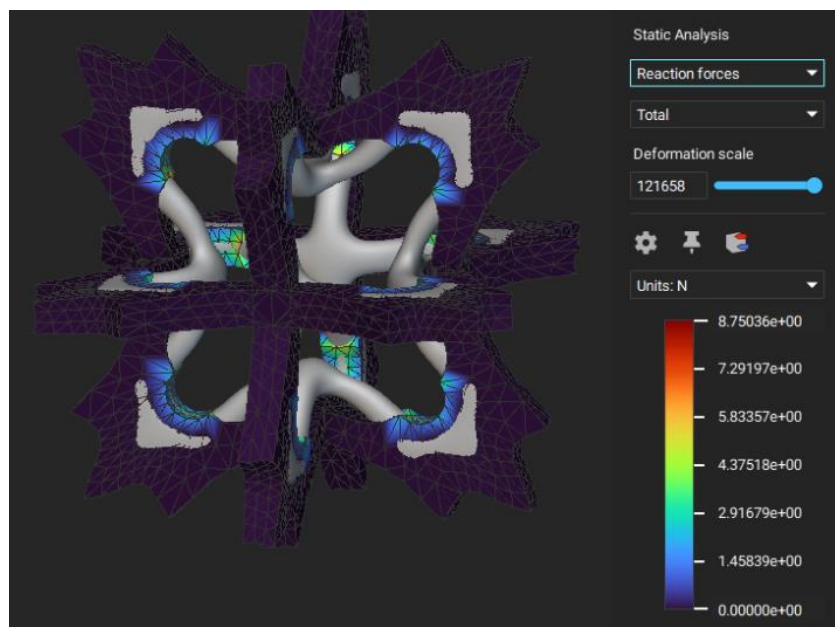 Static Analysis
Reaction forces
Total
Deformation scale
121658
Units: N
8.75036e+00
7.29197e+00
5.83357e+00
4.37518e+00
2.91679e+00
1.45839e+00
0.00000e+00